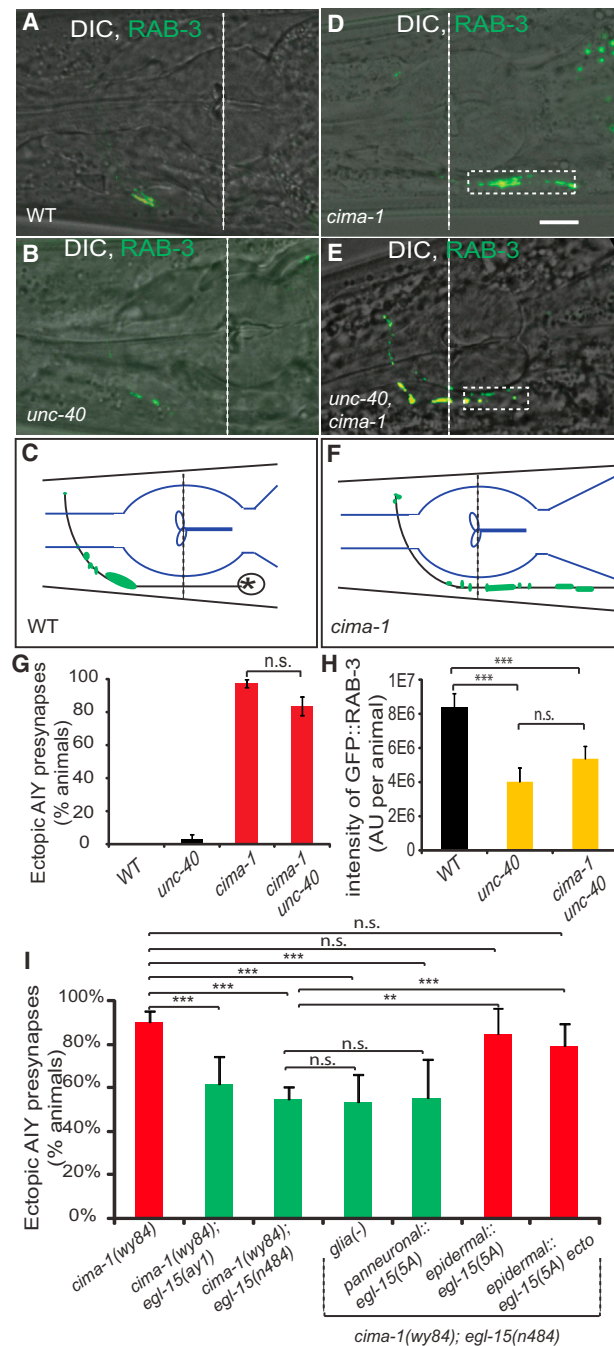 A
DIC, RAB-3
WT
D
DIC, RAB-3
cima-1
B
DIC, RAB-3
unc-40
E
DIC, RAB-3
unc-40,
cima-1
C
*
WT
F
cima-1
G
Ectopic AIY presynapses
(% animals)
100
80
60
40
20
0
n.s.
WT
unc-40
cima-1
cima-1
unc-40
H
intensity of GFP::RAB-3
(AU per animal)
1E7
8E6
6E6
4E6
2E6
0
***
***
n.s.
WT
unc-40
cima-1
unc-40
I
Ectopic AIY presynapses
(% animals)
100%
80%
60%
40%
20%
0%
n.s.
n.s.
***
***
***
***
***
**
n.s.
n.s.
cima-1(wy84)
cima-1(wy84);
egl-15(ay1)
cima-1(wy84);
egl-15(n484)
glia(-)
panneuronal::
egl-15(5A)
epidermal::
egl-15(5A)
epidermal::
egl-15(5A) ecto
cima-1(wy84); egl-15(n484)